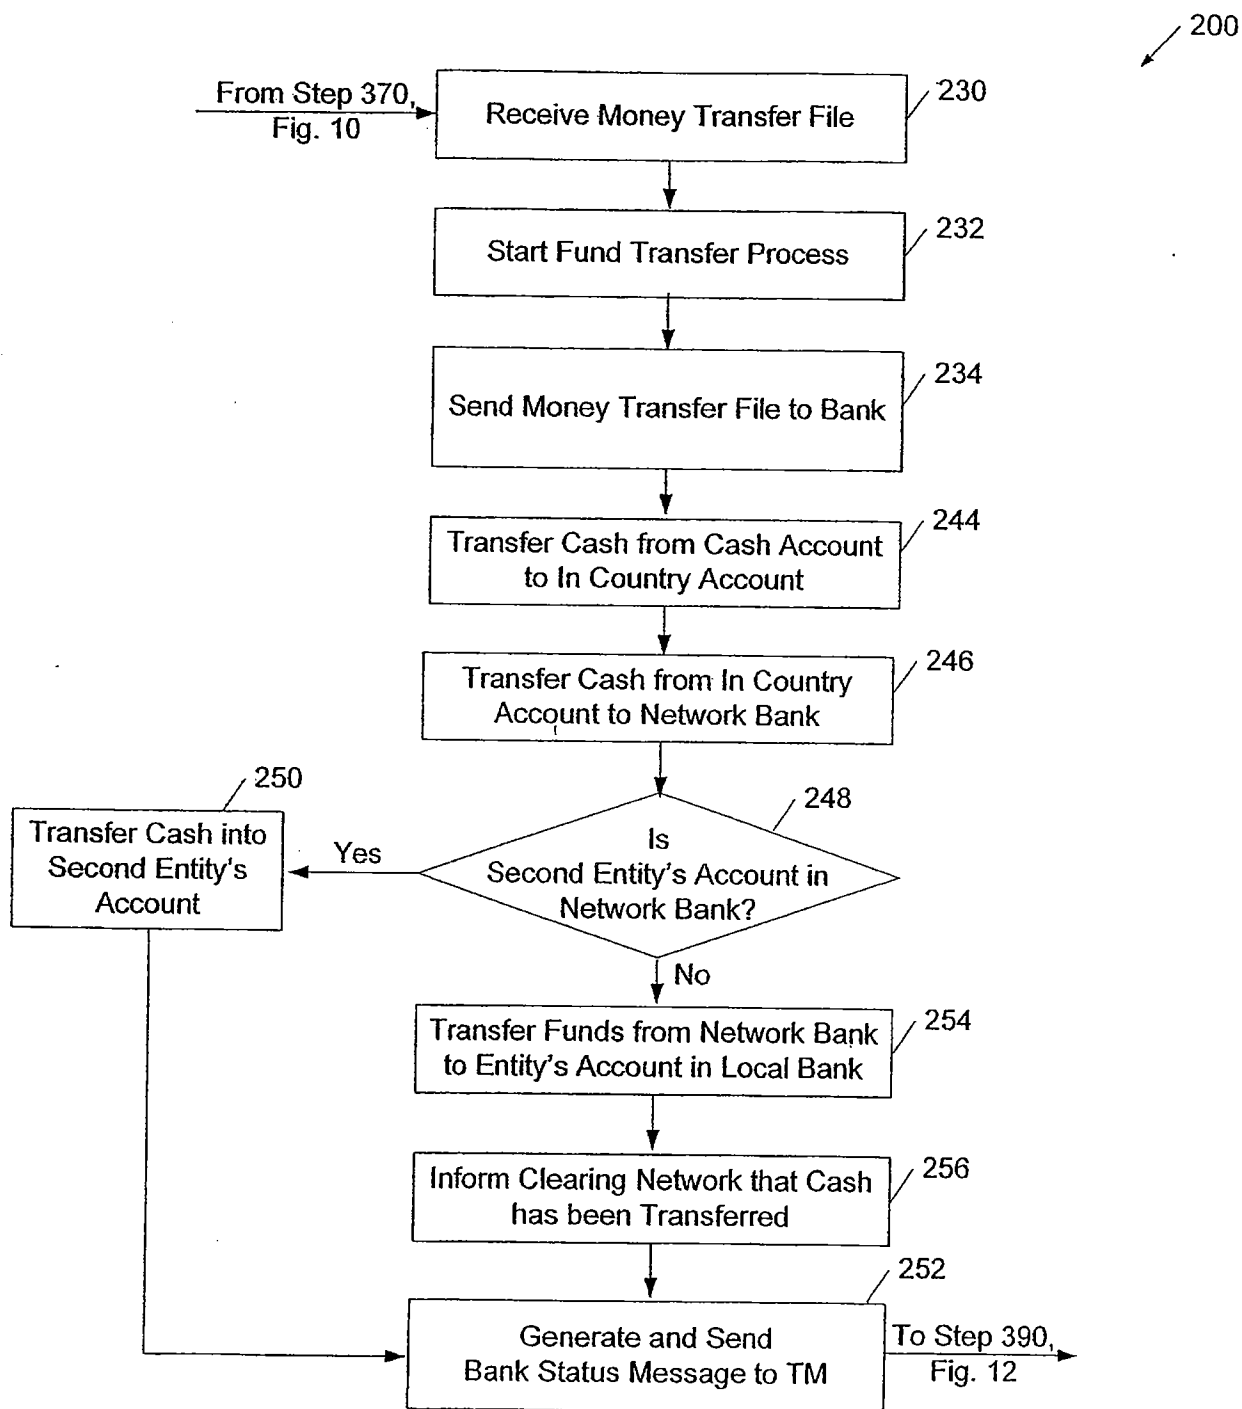 200
From Step 370,
Fig. 10
Receive Money Transfer File
230
Start Fund Transfer Process
232
Send Money Transfer File to Bank
234
Transfer Cash from Cash Account
to In Country Account
244
Transfer Cash from In Country
Account to Network Bank
246
250
Transfer Cash into
Second Entity's
Account
Yes
248
Is
Second Entity's Account in
Network Bank?
No
Transfer Funds from Network Bank
to Entity's Account in Local Bank
254
Inform Clearing Network that Cash
has been Transferred
256
252
Generate and Send
Bank Status Message to TM
To Step 390,
Fig. 12